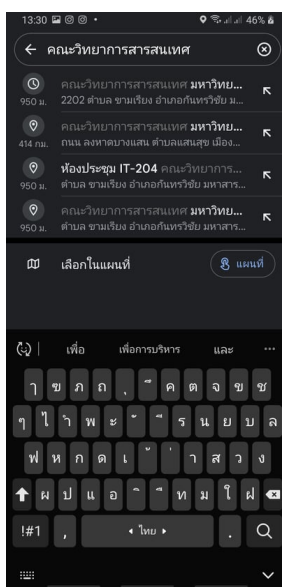 13:30 46%
คณะวิทยาการสารสนเทศ
คณะวิทยาการสารสนเทศ มหาวิทย...
950 ม. 2202 ตำบล ขามเรียง อำเภอกันทรวิชัย ม...
คณะวิทยาการสารสนเทศ มหาวิทย...
414 กม. ถนน ลงหาดบางแสน ตำบลแสนสุข เมือง...
ห้องประชุม IT-204 คณะวิทยาการ...
950 ม. ตำบล ขามเรียง อำเภอกันทรวิชัย มหาสาร...
คณะวิทยาการสารสนเทศ มหาวิทย...
950 ม. ตำบล ขามเรียง อำเภอกันทรวิชัย มหาสาร...
เลือกในแผนที่ แผนที่
เพื่อ เพื่อการบริหาร และ ...
ๅ ข ภ ถ ุ ึ ค ต จ ข ช
ๆ ไ ำ พ ะ ั ี ร น ย บ ล
ฟ ห ก ด เ ้ ่ า ส ว ง
ผ ป แ อ ิ ื ท ม ใ ฝ
!#1 , ไทย .